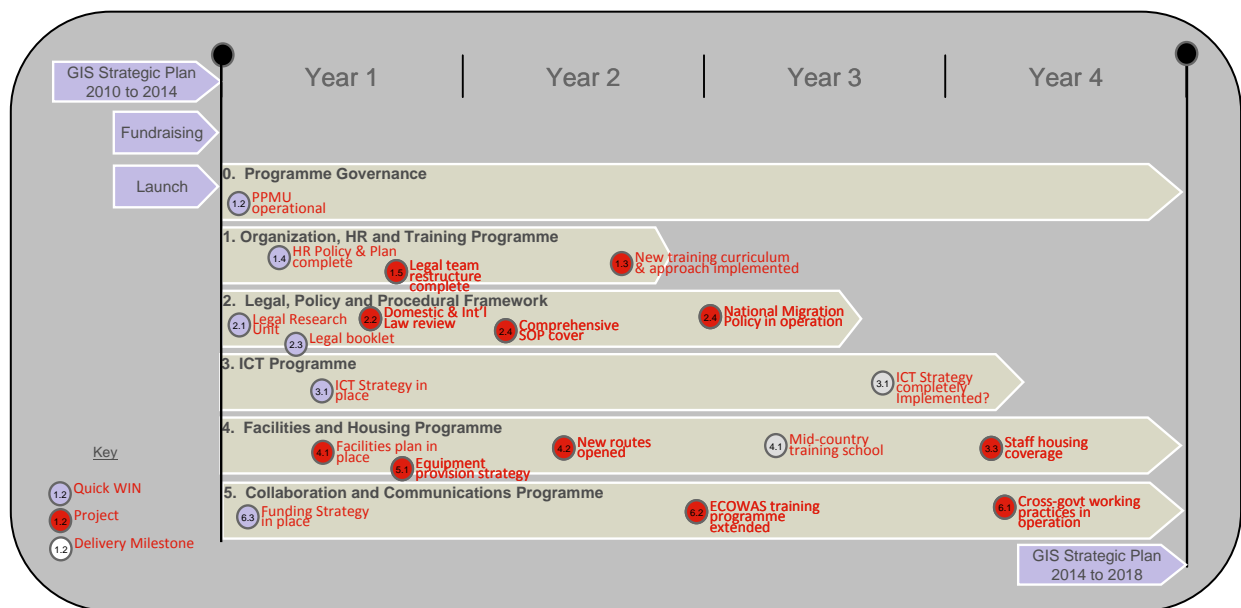 GIS Strategic Plan
2010 to 2014
Year 1
Year 2
Year 3
Year 4
Fundraising
Launch
0. Programme Governance
1.2
PPMU
operational
1. Organization, HR and Training Programme
1.4
HR Policy & Plan
complete
1.5
Legal team
restructure
complete
1.3
New training curriculum
& approach implemented
2. Legal, Policy and Procedural Framework
2.1
Legal Research
Unit
2.3
Legal booklet
2.2
Domestic & Int'l
Law review
2.4
Comprehensive
SOP cover
2.4
National Migration
Policy in operation
3. ICT Programme
3.1
ICT Strategy in
place
3.1
ICT Strategy
completely
Implemented?
4. Facilities and Housing Programme
4.1
Facilities plan in
place
5.1
Equipment
provision strategy
4.2
New routes
opened
4.1
Mid-country
training school
3.3
Staff housing
coverage
5. Collaboration and Communications Programme
6.3
Funding Strategy
in place
6.2
ECOWAS training
programme
extended
6.1
Cross-govt working
practices in
operation
Key
1.2
Quick WIN
1.2
Project
1.2
Delivery Milestone
GIS Strategic Plan
2014 to 2018